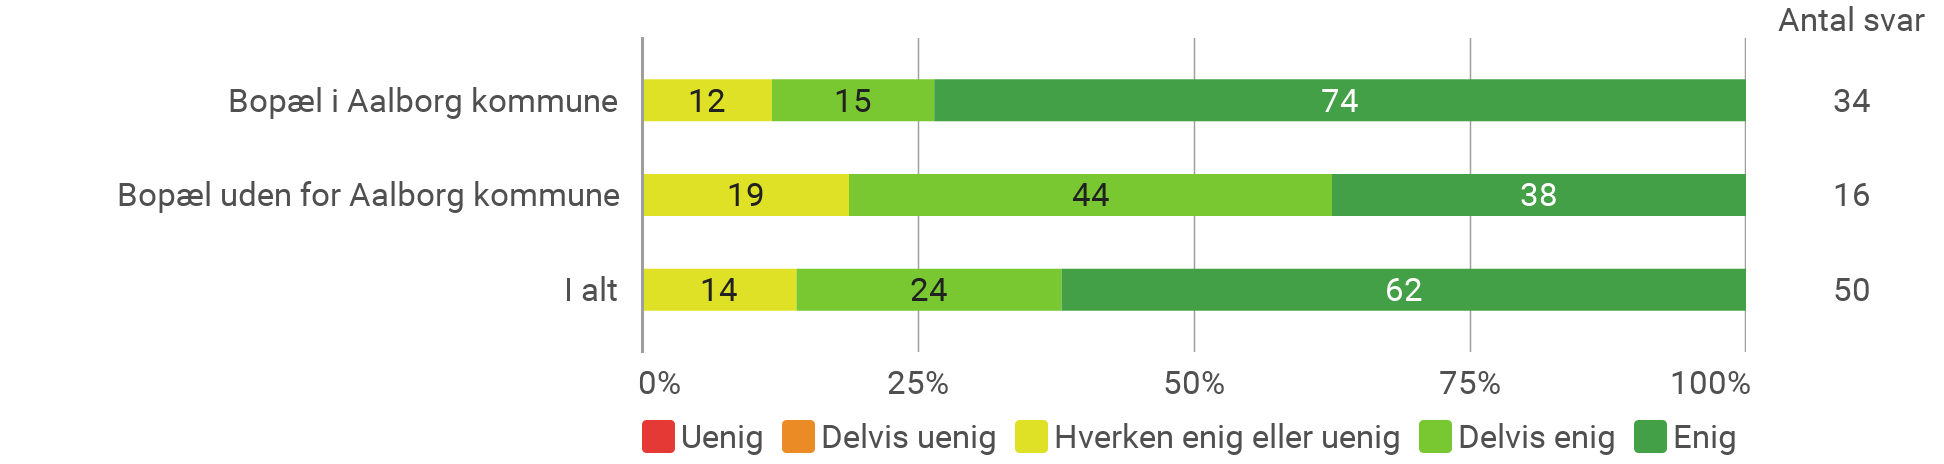 Antal svar
Bopæl i Aalborg kommune 12 15 74 34
Bopæl uden for Aalborg kommune 19 44 38 16
I alt 14 24 62 50
0% 25% 50% 75% 100%
Uenig Delvis uenig Hverken enig eller uenig Delvis enig Enig